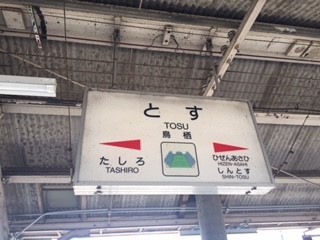 とす
TOSU
鳥栖
たしろ
TASHIRO
ひぜんあさひ
HIZEN-ASAHI
しんとす
SHIN-TOSU